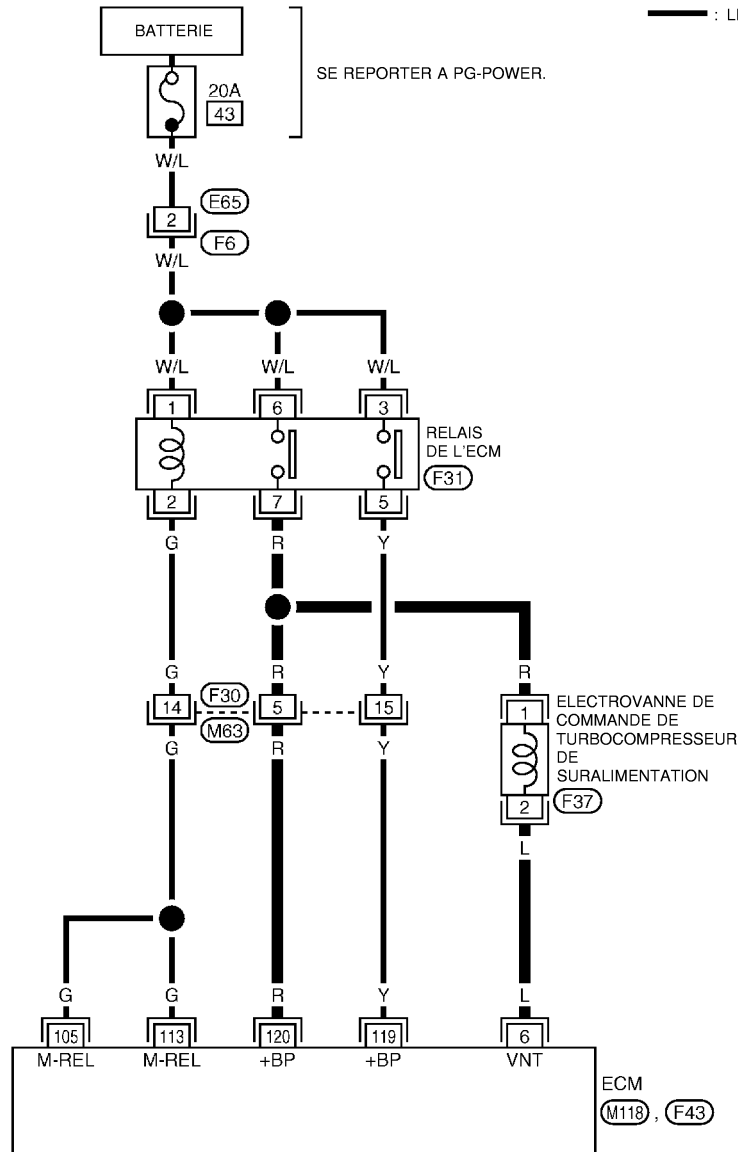 BATTERIE
: LI
SE REPORTER A PG-POWER.
20A
43
W/L
2
E65
F6
W/L
W/L W/L W/L
1 6 3
RELAIS
DE L'ECM
F31
2 7 5
G R Y
G R Y R
14 F30 5 15
M63
G R Y
1
ELECTROVANNE DE
COMMANDE DE
TURBOCOMPRESSEUR
DE
SURALIMENTATION
2
F37
L
G G R Y L
105 113 120 119 6
M-REL M-REL +BP +BP VNT
ECM
M118 , F43